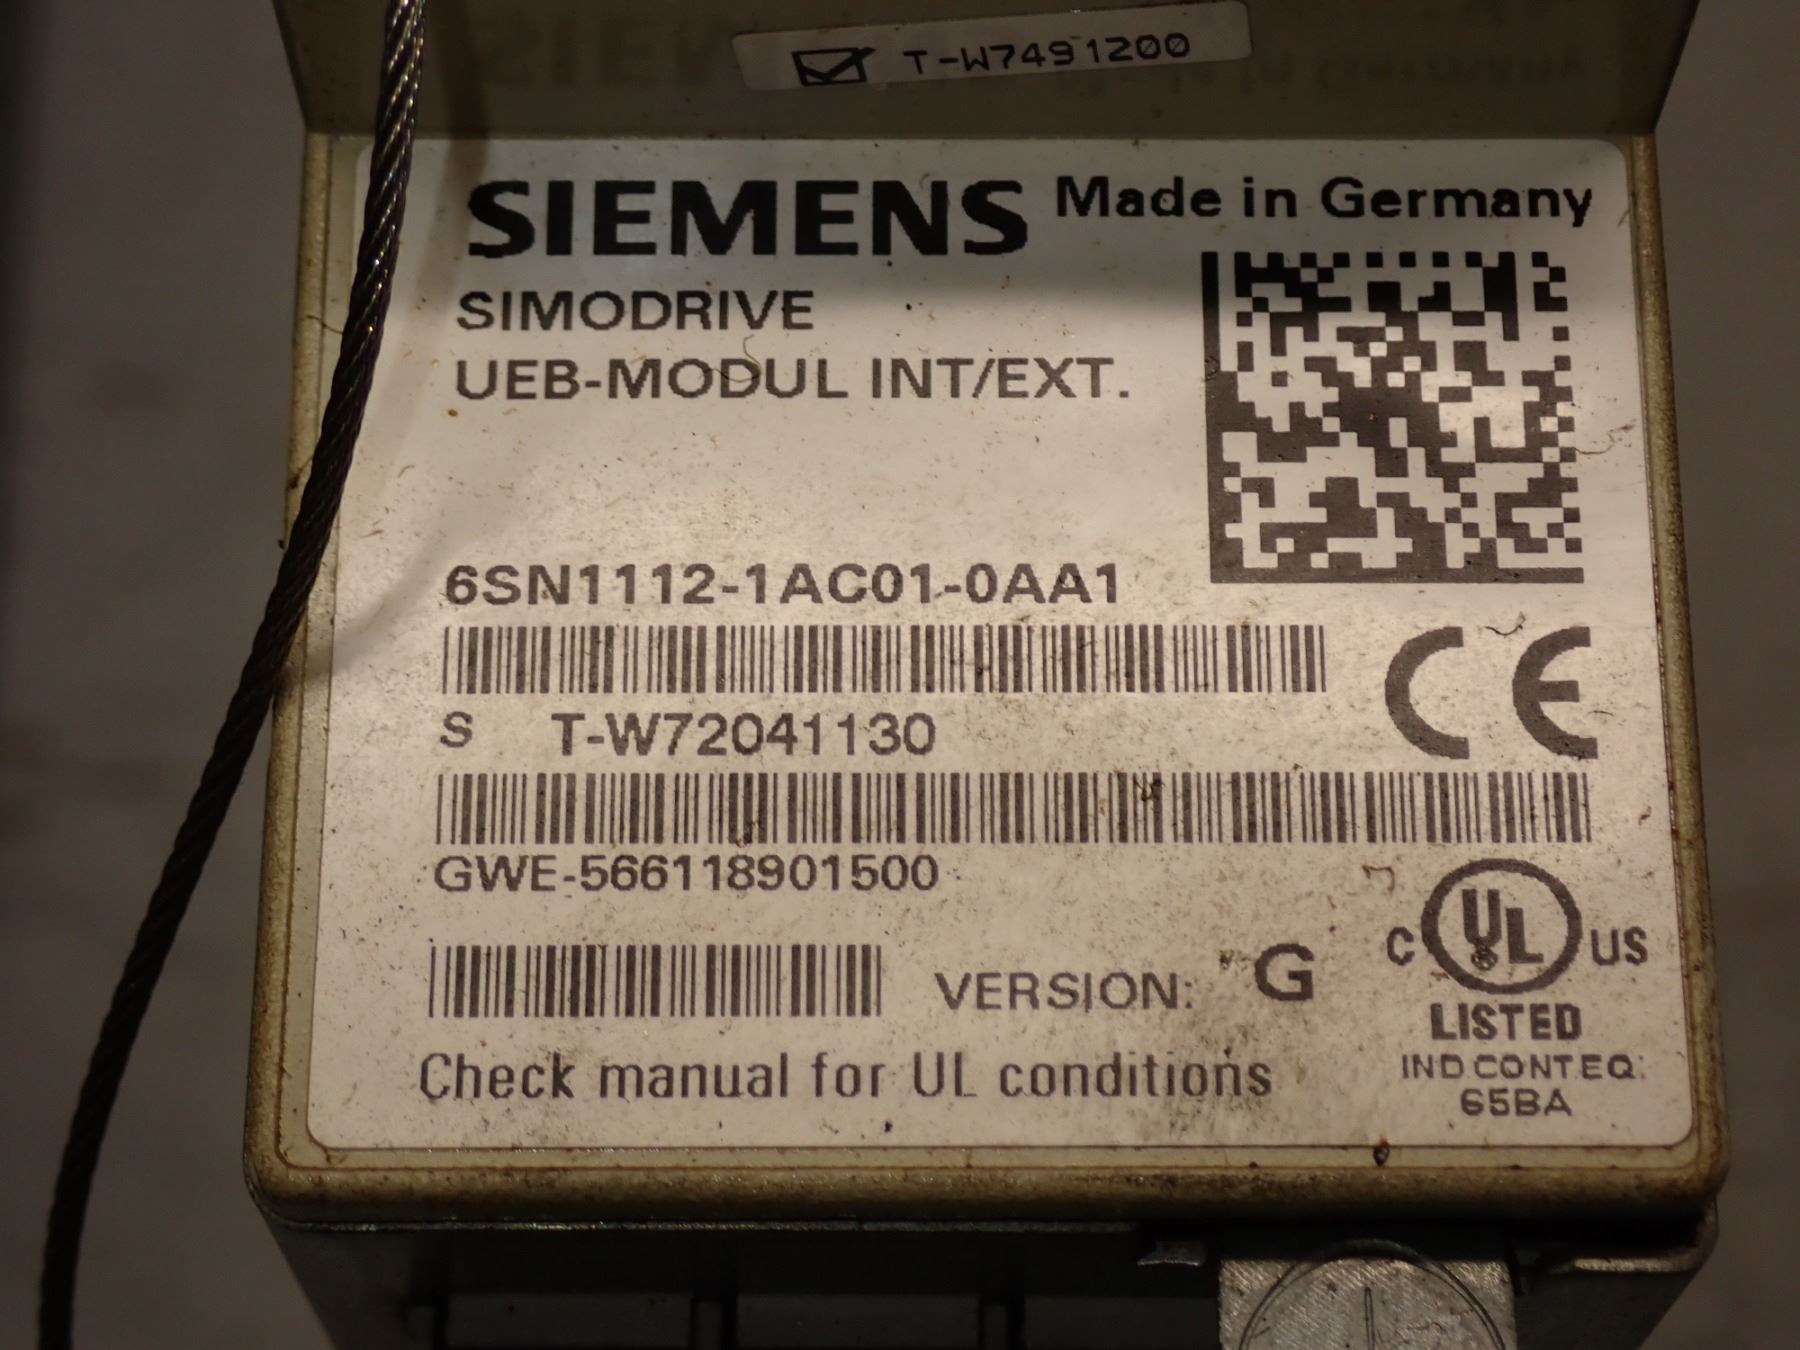 T-W7491200
SIEMENS Made in Germany
SIMODRIVE
UEB-MODUL INT/EXT.
6SN1112-1AC01-0AA1
S T-W72041130
GWE-566118901500
VERSION: G
Check manual for UL conditions
C UL US
LISTED
IND CONT EQ.
65BA
CE